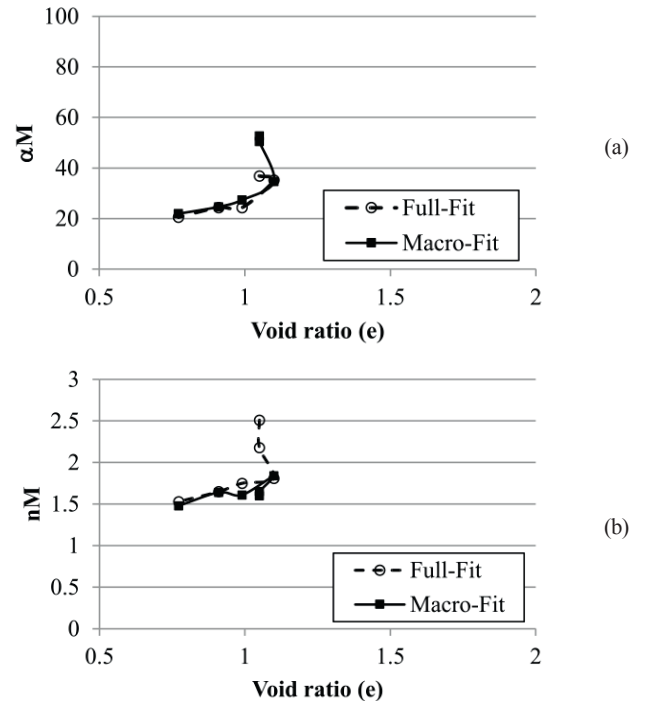 100
80
60
40
20
0
αM
0.5 1 1.5 2
Void ratio (e)
Full-Fit
Macro-Fit
(a)
3
2.5
2
1.5
1
0.5
0
nM
0.5 1 1.5 2
Void ratio (e)
Full-Fit
Macro-Fit
(b)